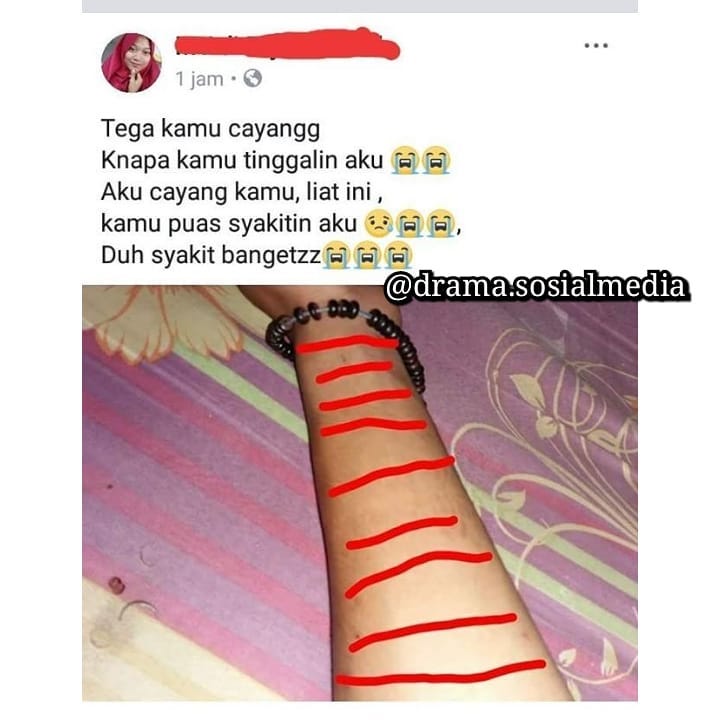 1 jam
Tega kamu cayangg
Knapa kamu tinggalin aku 😭😭
Aku cayang kamu, liat ini ,
kamu puas syakitin aku 😢😭😭,
Duh syakit bangetzz😭😭😭
@drama.sosialmedia